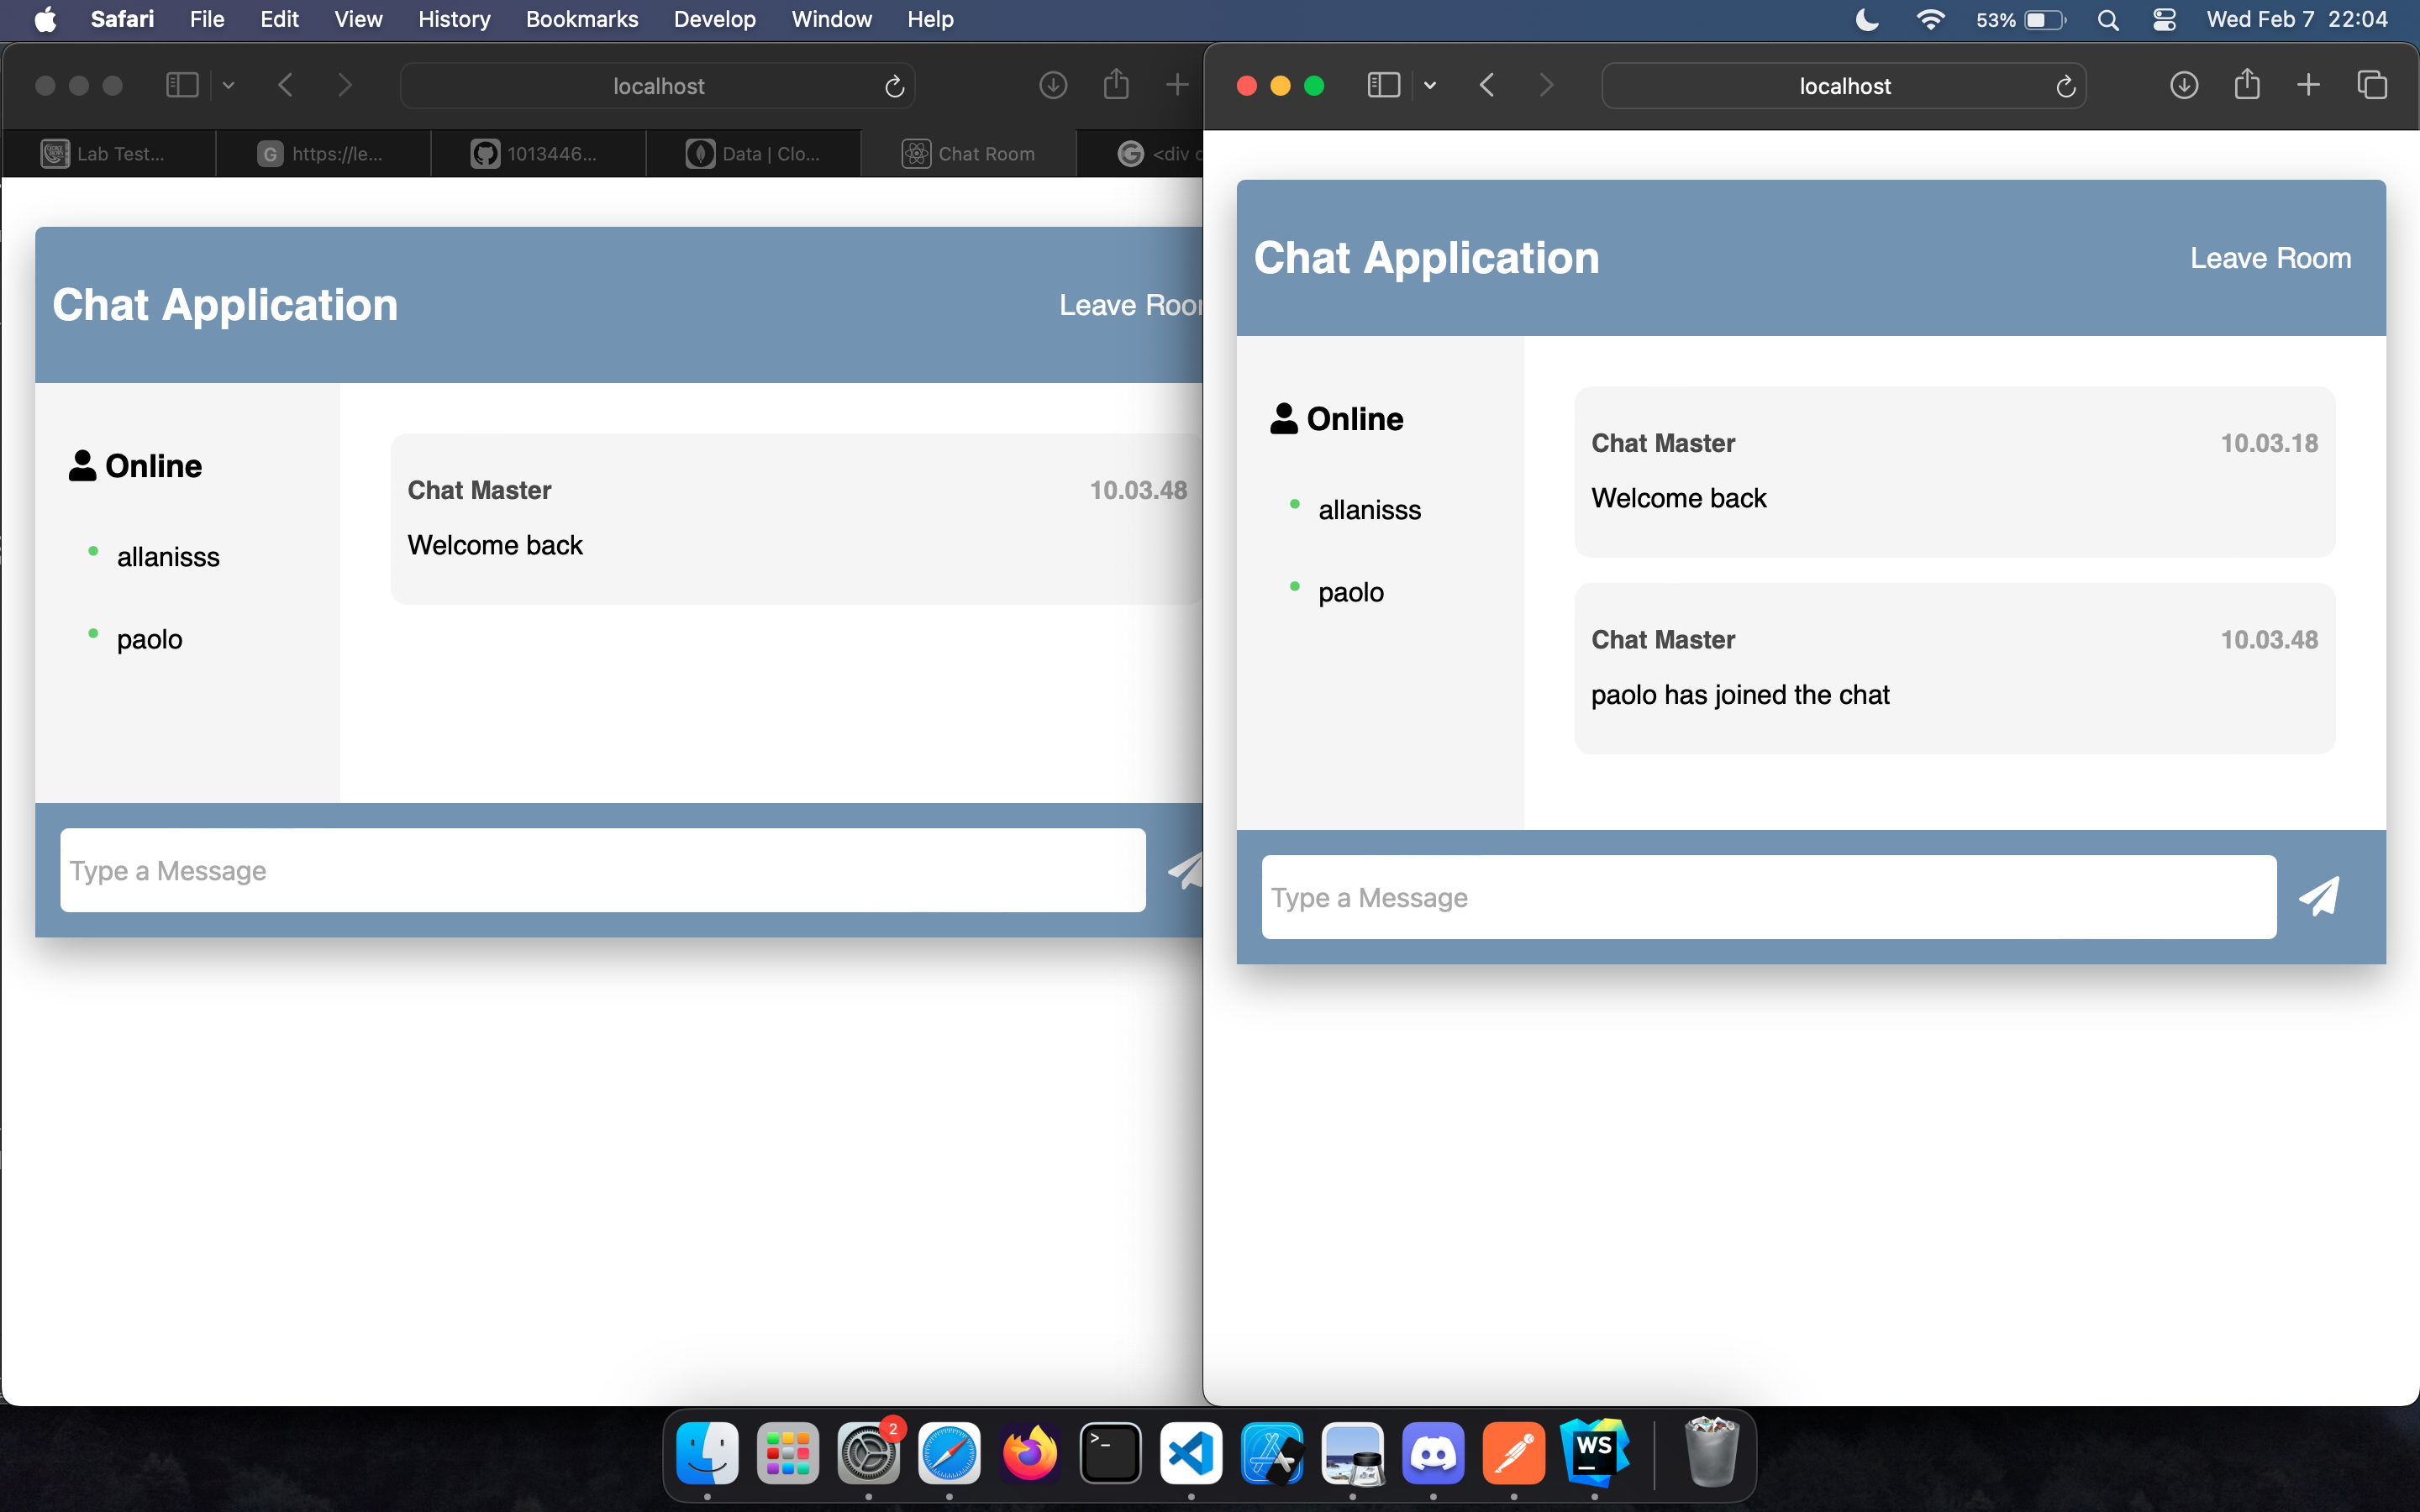 Safari File Edit View History Bookmarks Develop Window Help 53% Wed Feb 7 22:04
localhost
Lab Test... G https://le... 1013446... Data | Clo... Chat Room G <div
Chat Application
Leave Roo
Online
allanisss
paolo
Chat Master 10.03.48
Welcome back
Type a Message
localhost
Chat Application
Leave Room
Online
allanisss
paolo
Chat Master 10.03.18
Welcome back
Chat Master 10.03.48
paolo has joined the chat
Type a Message
2
>_
WS